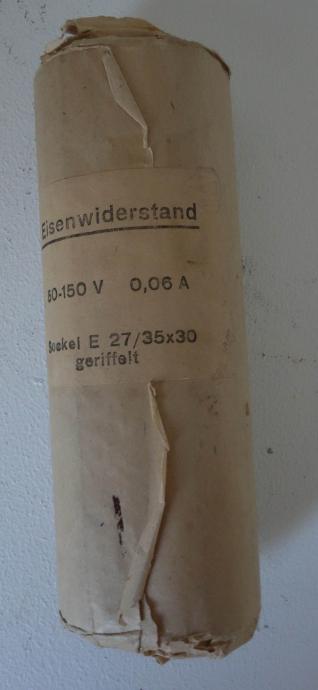 Eisenwiderstand
50-150 V 0,06 A
Sockel E 27/35x30
geriffelt